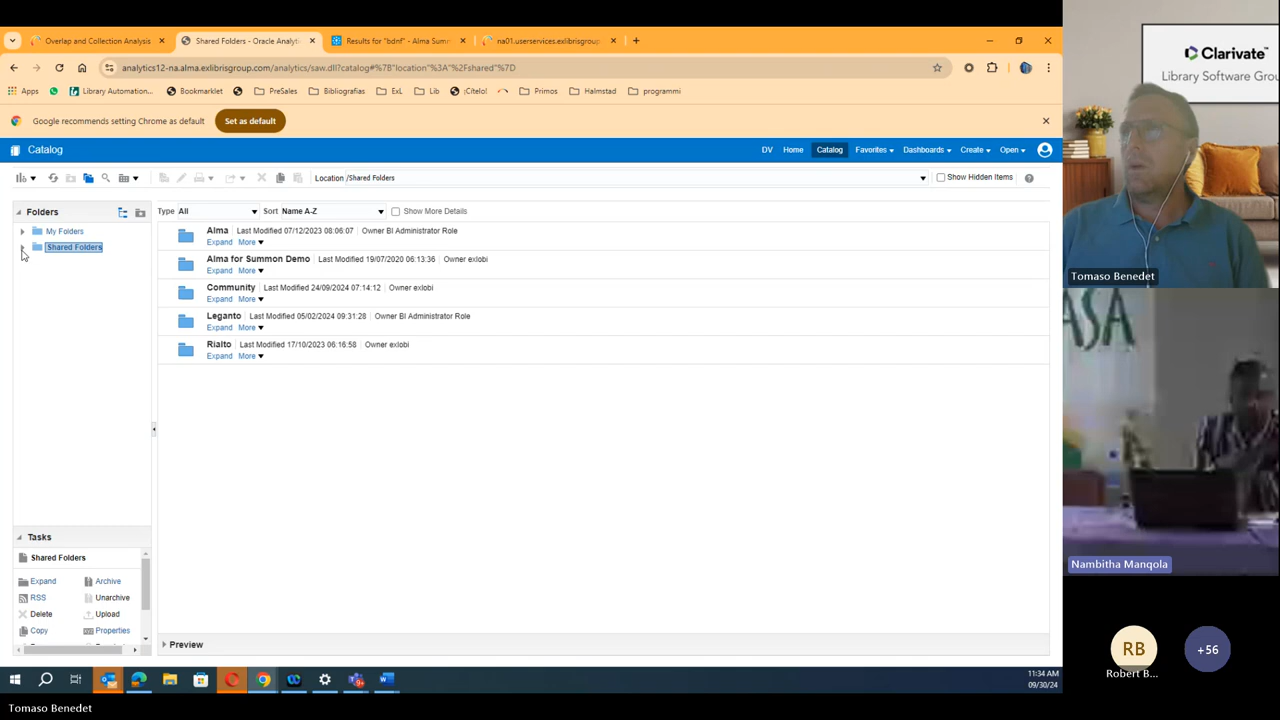 Overlap and Collection Analysis
Shared Folders - Oracle Analyti
Results for "bdnf" - Alma Summ
na01.userservices.exlibrisgroup
analytics12-na.alma.exlibrisgroup.com/analytics/saw.dll?catalog#%7B"location"%3A"%2Fshared"%7D
Apps
Library Automation...
Bookmarklet
PreSales
Bibliografias
ExL
Lib
¡Cítelo!
Primos
Halmstad
programmi
Google recommends setting Chrome as default
Set as default
Catalog
DV
Home
Catalog
Favorites
Dashboards
Create
Open
Location /Shared Folders
Show Hidden Items
Folders
My Folders
Shared Folders
Type All
Sort Name A-Z
Show More Details
Alma Last Modified 07/12/2023 08:06:07 Owner BI Administrator Role
Expand More
Alma for Summon Demo Last Modified 19/07/2020 06:13:36 Owner exlobi
Expand More
Community Last Modified 24/09/2024 07:14:12 Owner exlobi
Expand More
Leganto Last Modified 05/02/2024 09:31:28 Owner BI Administrator Role
Expand More
Rialto Last Modified 17/10/2023 06:16:58 Owner exlobi
Expand More
Tasks
Shared Folders
Expand
Archive
RSS
Unarchive
Delete
Upload
Copy
Properties
Preview
11:34 AM
09/30/24
Clarivate™
Library Software Grou
Tomaso Benedet
ASA
Nambitha Manqola
RB
Robert B...
+56
Tomaso Benedet